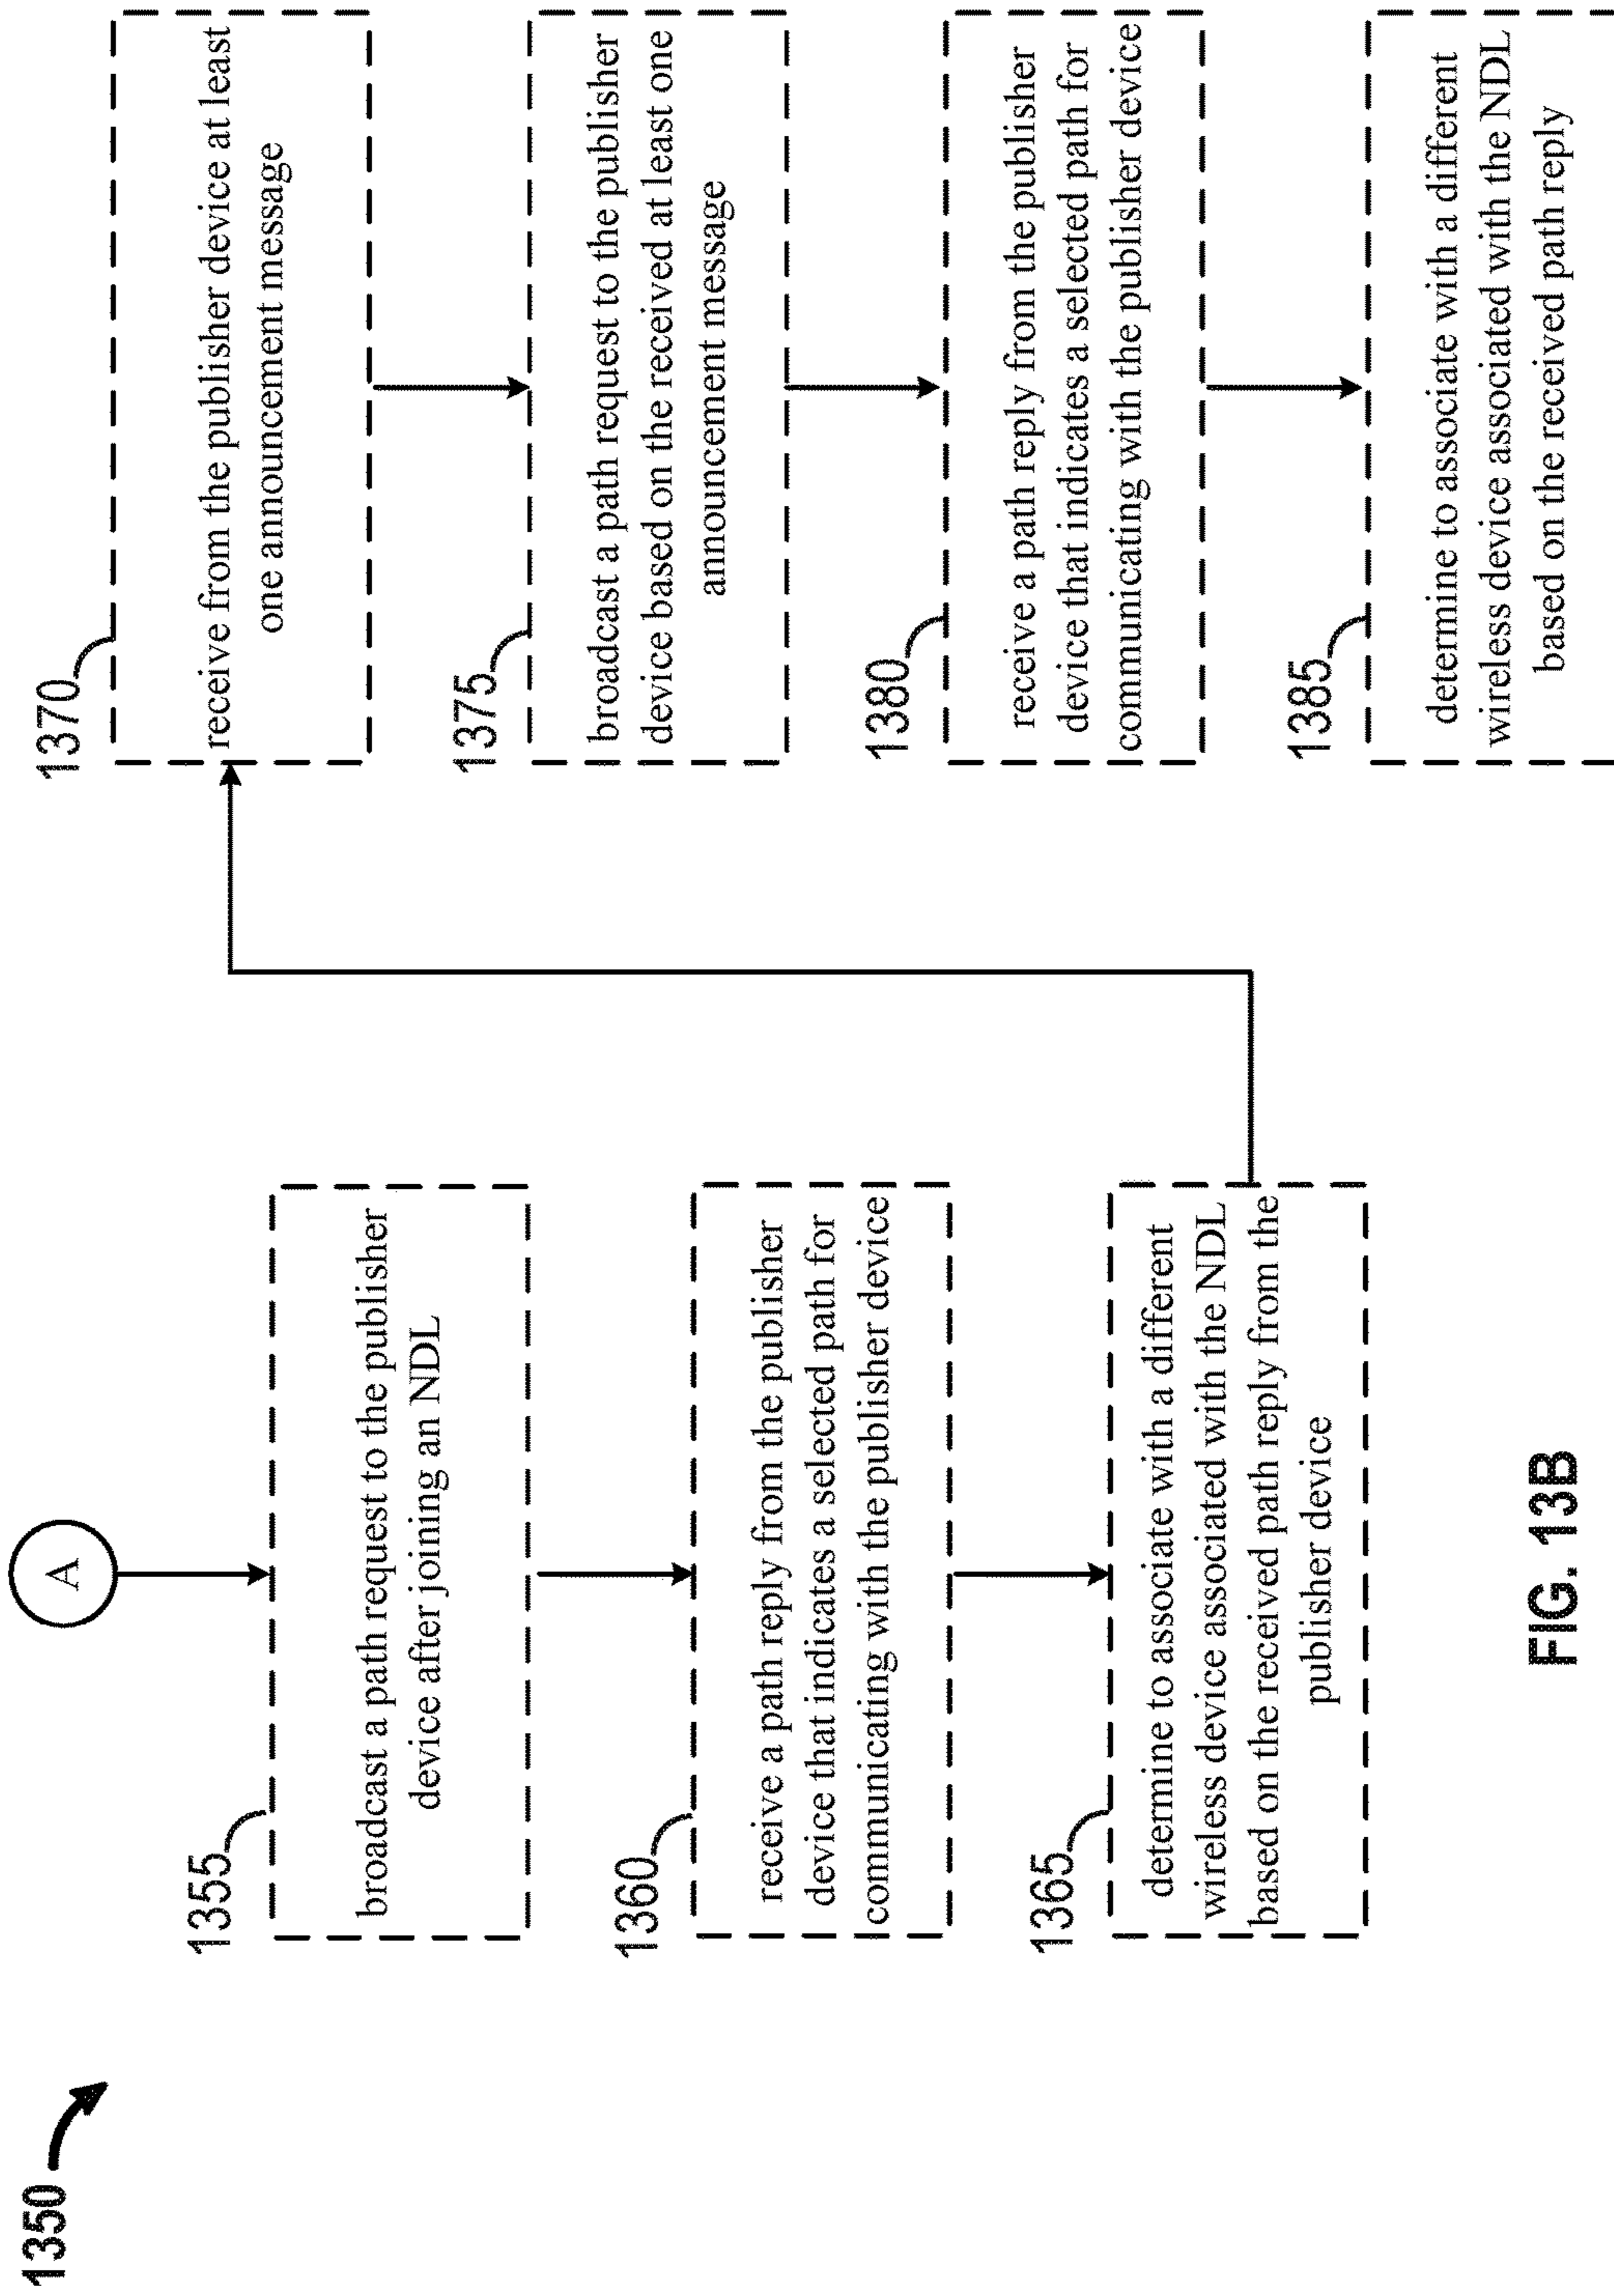 1350
A
1355
broadcast a path request to the publisher
device after joining an NDL
1360
receive a path reply from the publisher
device that indicates a selected path for
communicating with the publisher device
1365
determine to associate with a different
wireless device associated with the NDL
based on the received path reply from the
publisher device
1370
receive from the publisher device at least
one announcement message
1375
broadcast a path request to the publisher
device based on the received at least one
announcement message
1380
receive a path reply from the publisher
device that indicates a selected path for
communicating with the publisher device
1385
determine to associate with a different
wireless device associated with the NDL
based on the received path reply
FIG. 13B